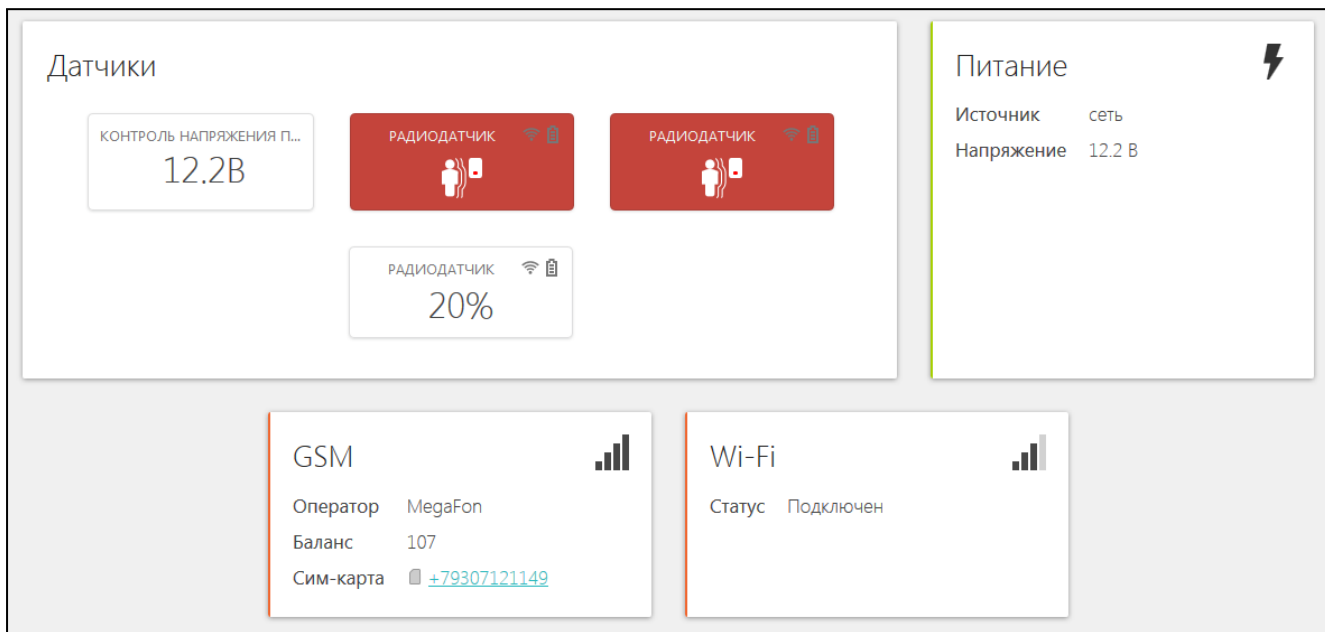 Датчики
КОНТРОЛЬ НАПРЯЖЕНИЯ П...
12.2В
РАДИОДАТЧИК
РАДИОДАТЧИК
РАДИОДАТЧИК
20%
Питание
Источник сеть
Напряжение 12.2 В
GSM
Оператор MegaFon
Баланс 107
Сим-карта +79307121149
Wi-Fi
Статус Подключен